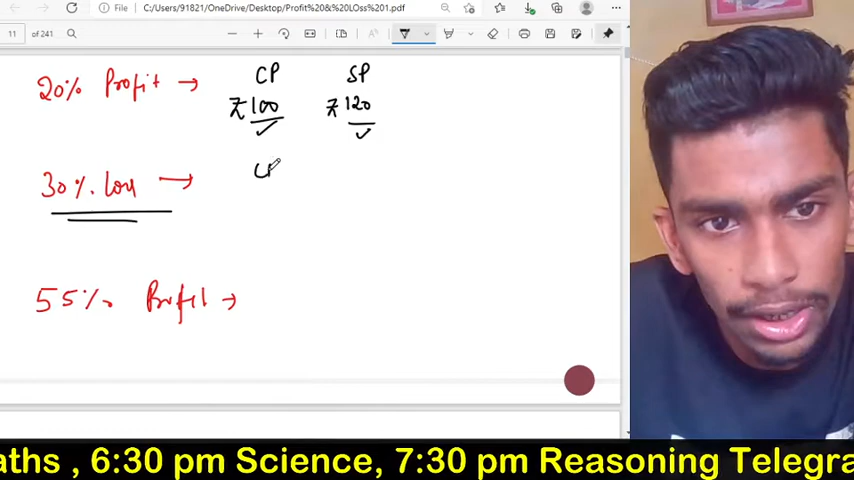 File
C:/Users/91821/OneDrive/Desktop/Profit%20&%20LOss%201.pdf
11 of 241
20% Profit → CP SP
₹100 ₹120
30% Loss → CP
55% Profit →
aths , 6:30 pm Science, 7:30 pm Reasoning Telegra